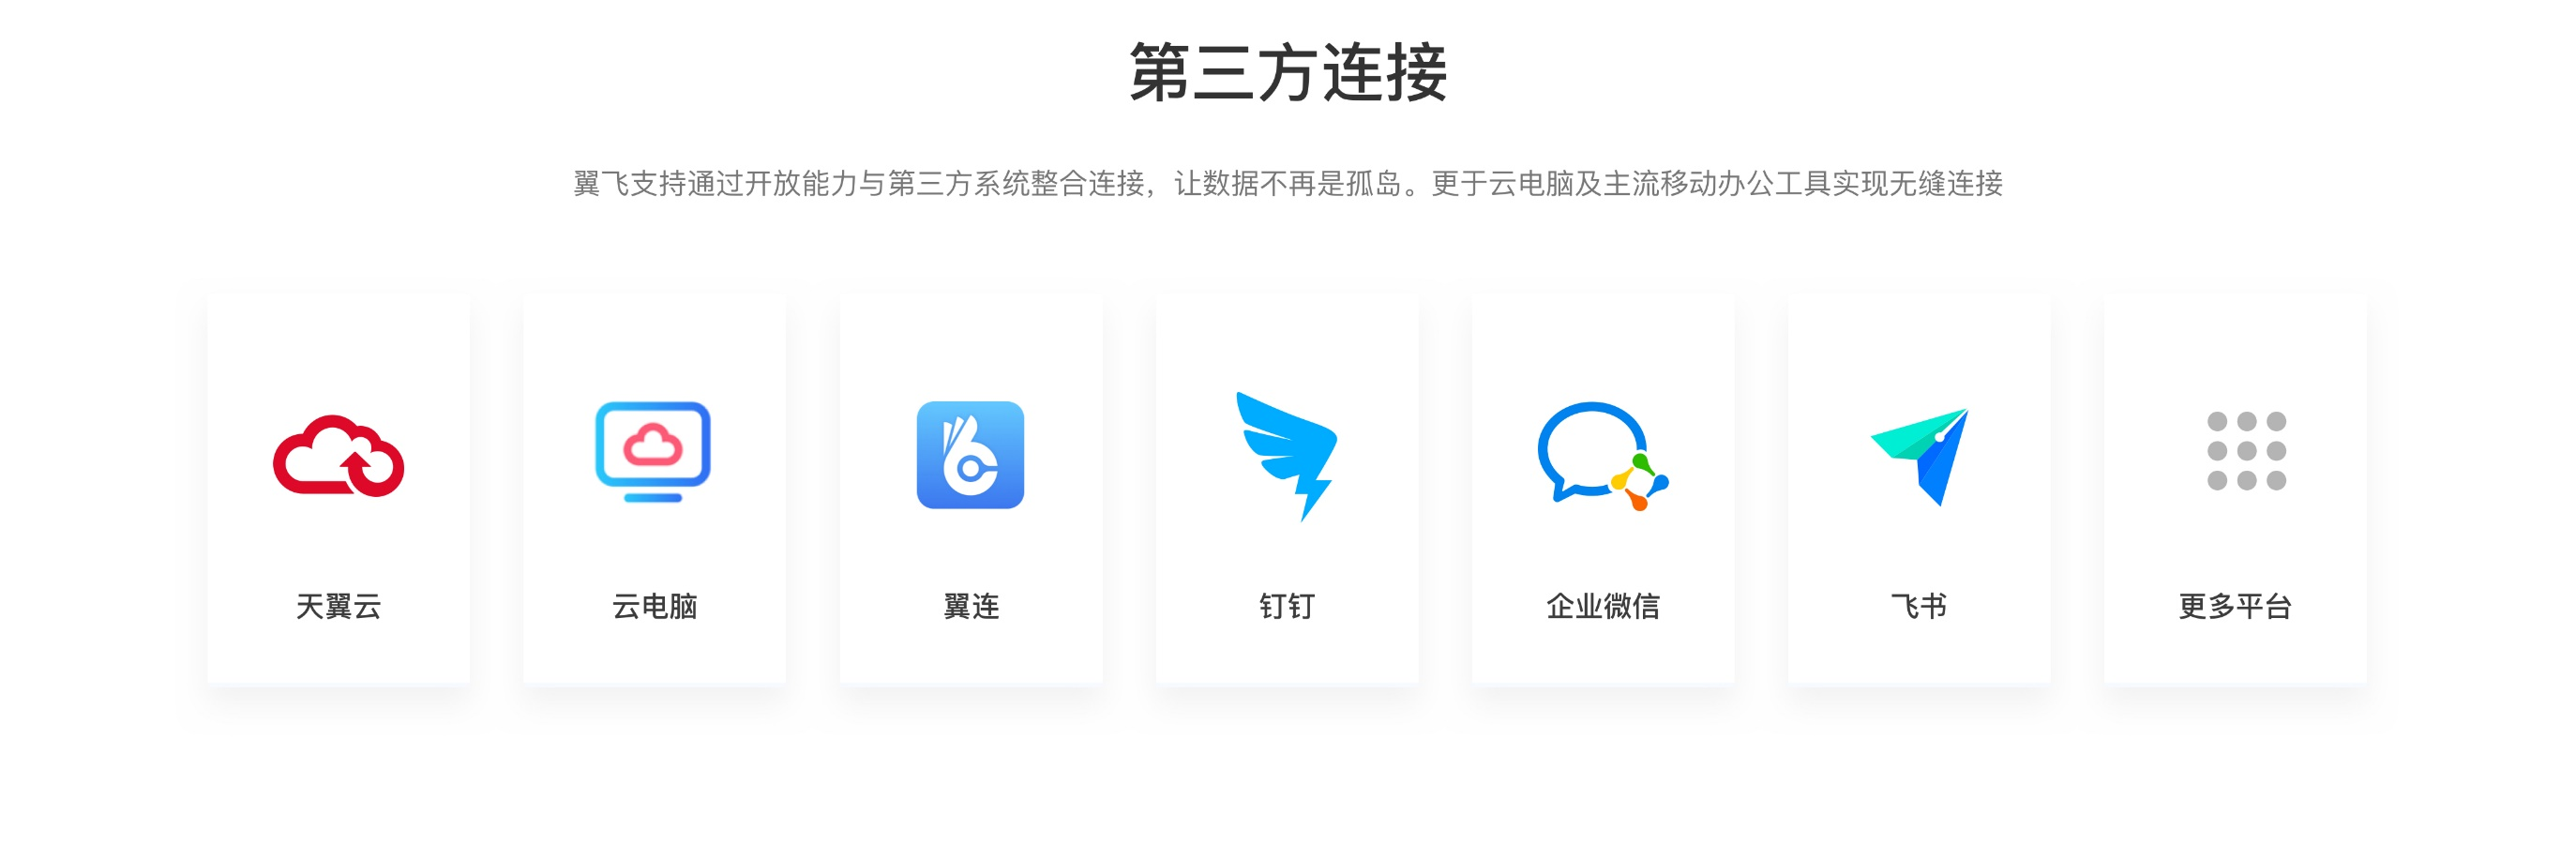 第三方连接
翼飞支持通过开放能力与第三方系统整合连接，让数据不再是孤岛。更于云电脑及主流移动办公工具实现无缝连接
天翼云
云电脑
翼连
钉钉
企业微信
飞书
更多平台